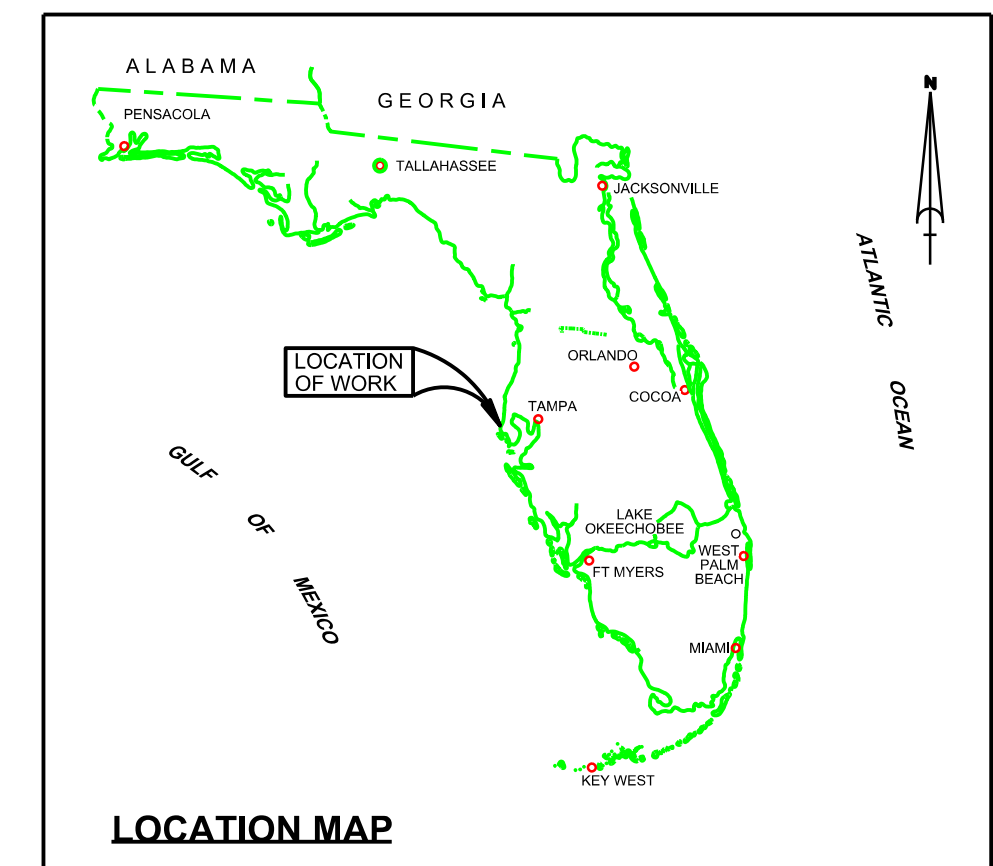 ALABAMA
GEORGIA
N
PENSACOLA
TALLAHASSEE
JACKSONVILLE
ATLANTIC
OCEAN
LOCATION
OF WORK
ORLANDO
COCOA
TAMPA
GULF
OF
MEXICO
LAKE
OKEECHOBEE
WEST
PALM
BEACH
FT MYERS
MIAMI
KEY WEST
LOCATION MAP